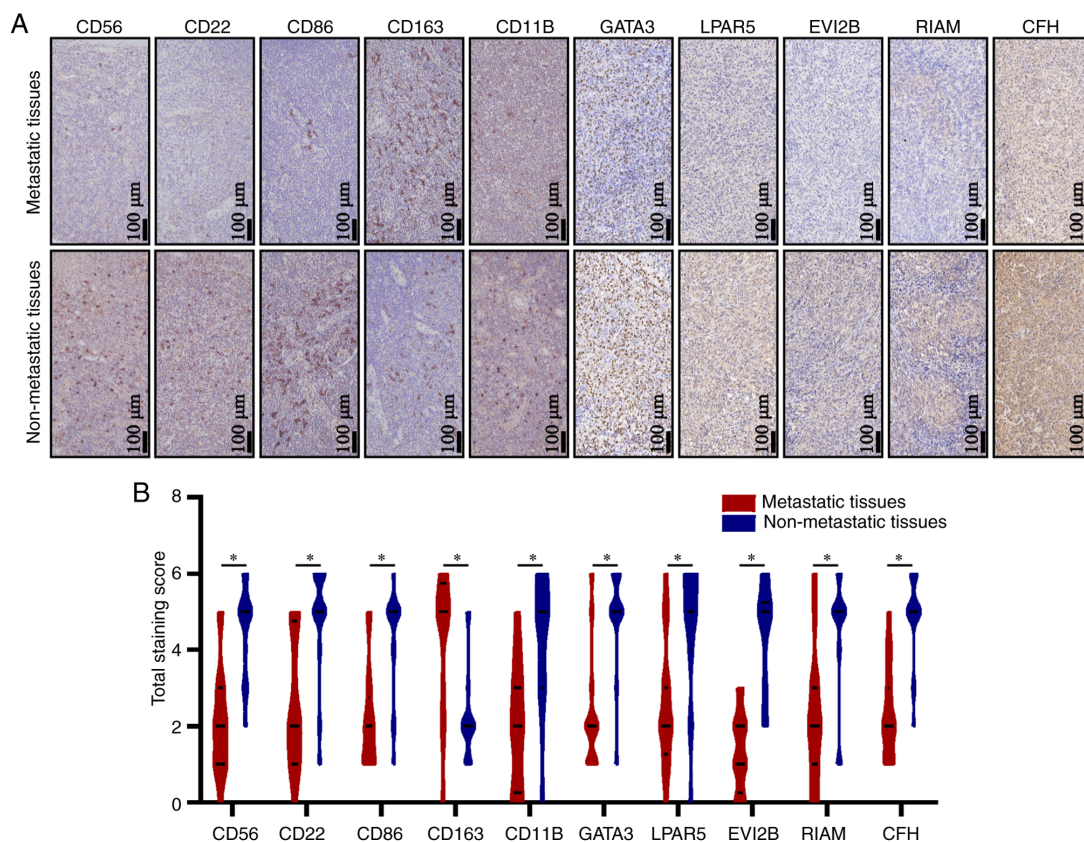 A
CD56 CD22 CD86 CD163 CD11B GATA3 LPAR5 EVI2B RIAM CFH
Metastatic tissues
100 µm 100 µm 100 µm 100 µm 100 µm 100 µm 100 µm 100 µm 100 µm 100 µm
Non-metastatic tissues
100 µm 100 µm 100 µm 100 µm 100 µm 100 µm 100 µm 100 µm 100 µm 100 µm
B
Total staining score
8
6
4
2
0
Metastatic tissues
Non-metastatic tissues
* * * * * * * * * *
CD56 CD22 CD86 CD163 CD11B GATA3 LPAR5 EVI2B RIAM CFH